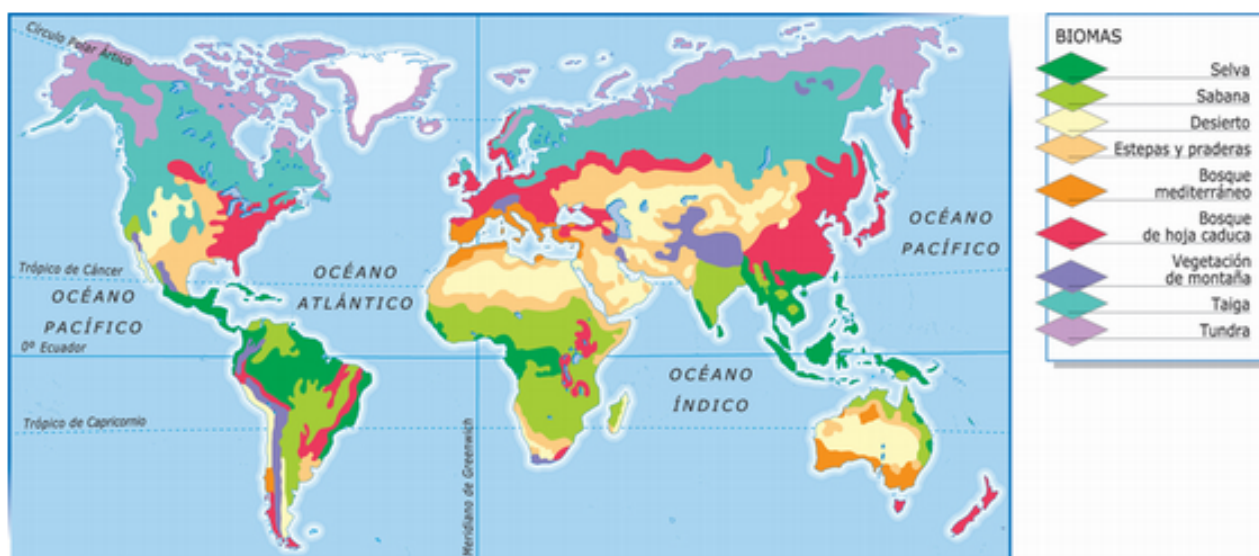 Círculo Polar Ártico
OCÉANO
ATLÁNTICO
OCÉANO
PACÍFICO
Trópico de Cáncer
OCÉANO
PACÍFICO
0º Ecuador
OCÉANO
ÍNDICO
Trópico de Capricornio
Meridiano de Greenwich
BIOMAS
Selva
Sabana
Desierto
Estepas y praderas
Bosque
mediterráneo
Bosque
de hoja caduca
Vegetación
de montaña
Taiga
Tundra